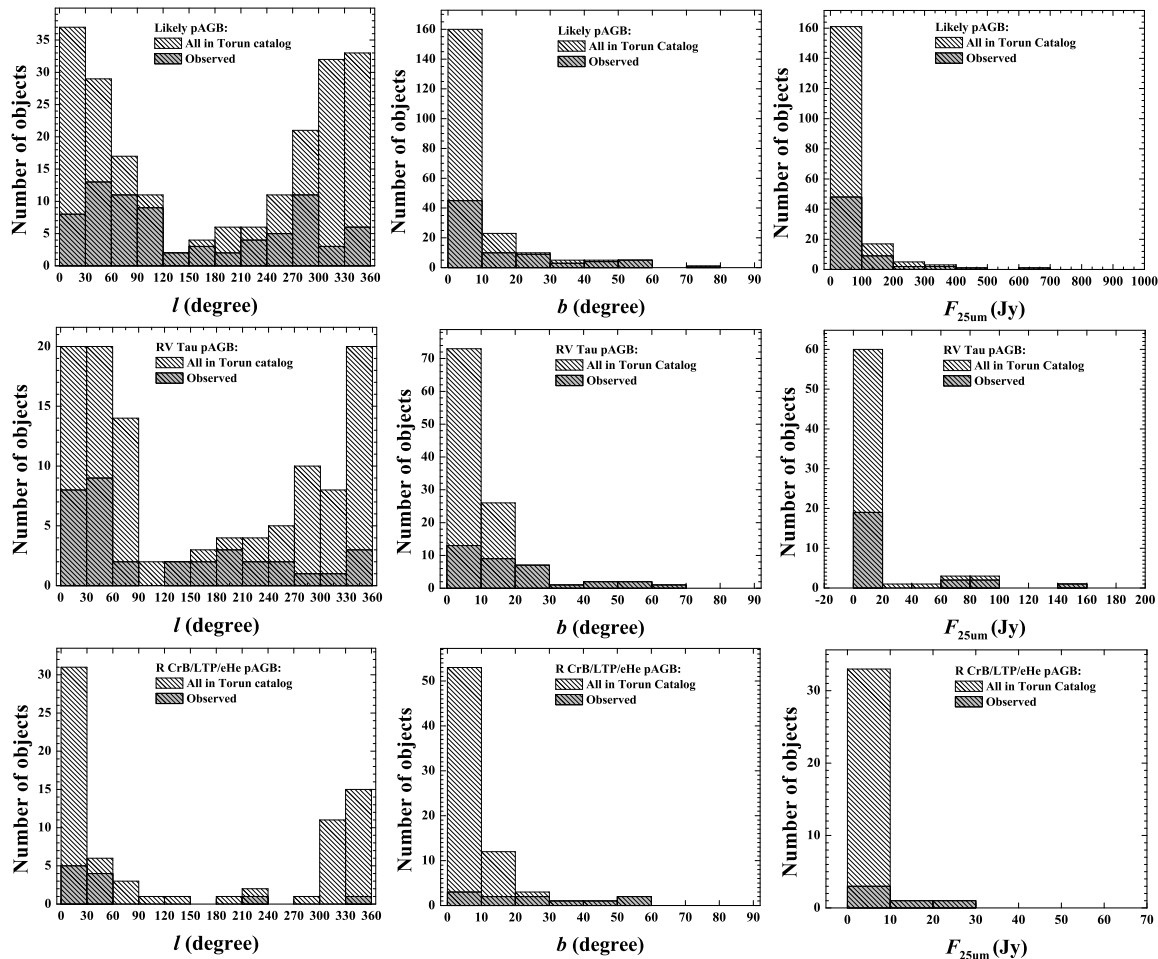 Number of objects
Likely pAGB:
All in Torun catalog
Observed
35
30
25
20
15
10
5
0
0 30 60 90 120 150 180 210 240 270 300 330 360
l (degree)
Number of objects
Likely pAGB:
All in Torun Catalog
Observed
160
140
120
100
80
60
40
20
0
0 10 20 30 40 50 60 70 80 90
b (degree)
Number of objects
Likely pAGB:
All in Torun Catalog
Observed
160
140
120
100
80
60
40
20
0
0 100 200 300 400 500 600 700 800 900 1000
F25um (Jy)
Number of objects
RV Tau pAGB:
All in Torun catalog
Observed
20
15
10
5
0
0 30 60 90 120 150 180 210 240 270 300 330 360
l (degree)
Number of objects
RV Tau pAGB:
All in Torun Catalog
Observed
70
60
50
40
30
20
10
0
0 10 20 30 40 50 60 70 80 90
b (degree)
Number of objects
RV Tau pAGB:
All in Torun Catalog
Observed
60
50
40
30
20
10
0
-20 0 20 40 60 80 100 120 140 160 180 200
F25um (Jy)
Number of objects
R CrB/LTP/eHe pAGB:
All in Torun catalog
Observed
30
25
20
15
10
5
0
0 30 60 90 120 150 180 210 240 270 300 330 360
l (degree)
Number of objects
R CrB/LTP/eHe pAGB:
All in Torun Catalog
Observed
50
40
30
20
10
0
0 10 20 30 40 50 60 70 80 90
b (degree)
Number of objects
R CrB/LTP/eHe pAGB:
All in Torun Catalog
Observed
30
20
10
0
0 10 20 30 40 50 60 70
F25um (Jy)